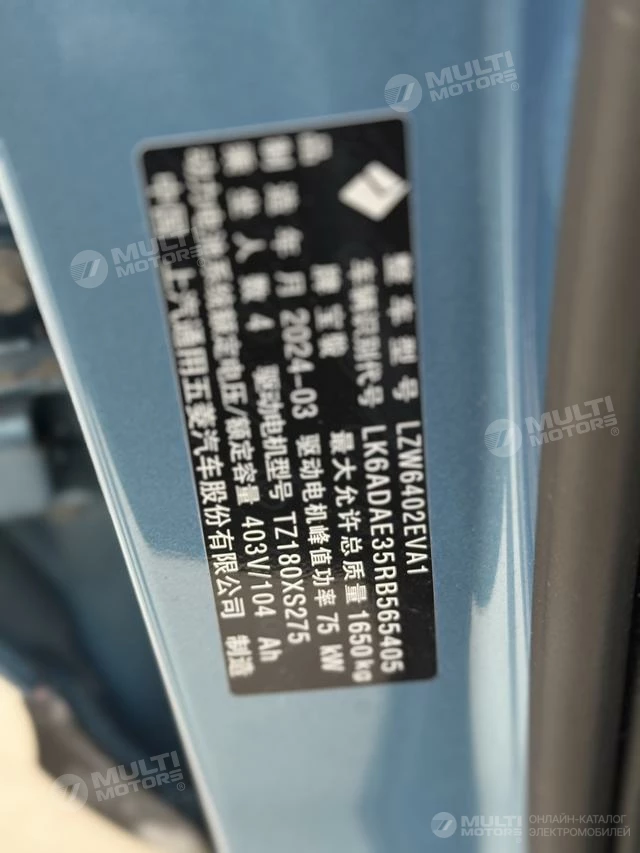 整车型号 LZW6402EVA1
车辆识别代号 LK6ADAE35RB565405
品牌 宝骏 最大允许总质量 1650 kg
制造年月 2024-03 驱动电机峰值功率 75 kW
乘坐人数 4 驱动电机型号 TZ180XS275
动力电池系统额定电压/额定容量 403V/104 Ah
中国 上汽通用五菱汽车股份有限公司 制造
MULTI MOTORS ®
MULTI MOTORS ®
MULTI MOTORS ®
MULTI MOTORS ®
MULTI MOTORS ® ОНЛАЙН-КАТАЛОГ ЭЛЕКТРОМОБИЛЕЙ